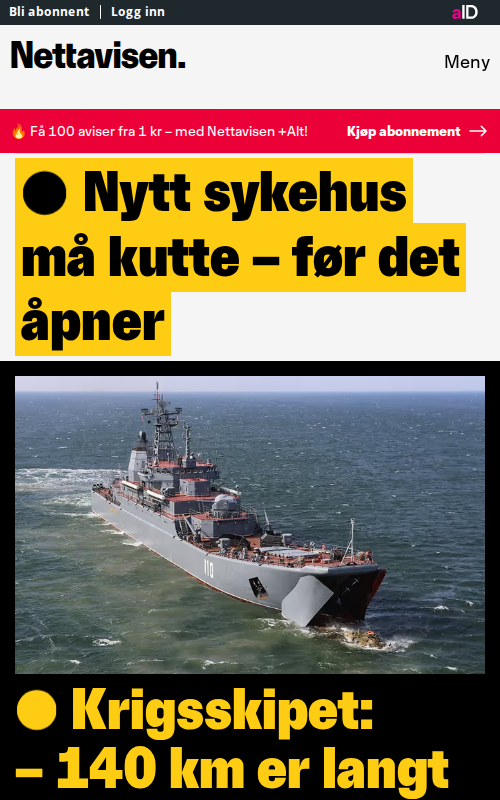 Bli abonnent | Logg inn
aID
Nettavisen.
Meny
🔥 Få 100 aviser fra 1 kr – med Nettavisen +Alt!
Kjøp abonnement →
● Nytt sykehus
må kutte – før det
åpner
110
● Krigsskipet:
– 140 km er langt